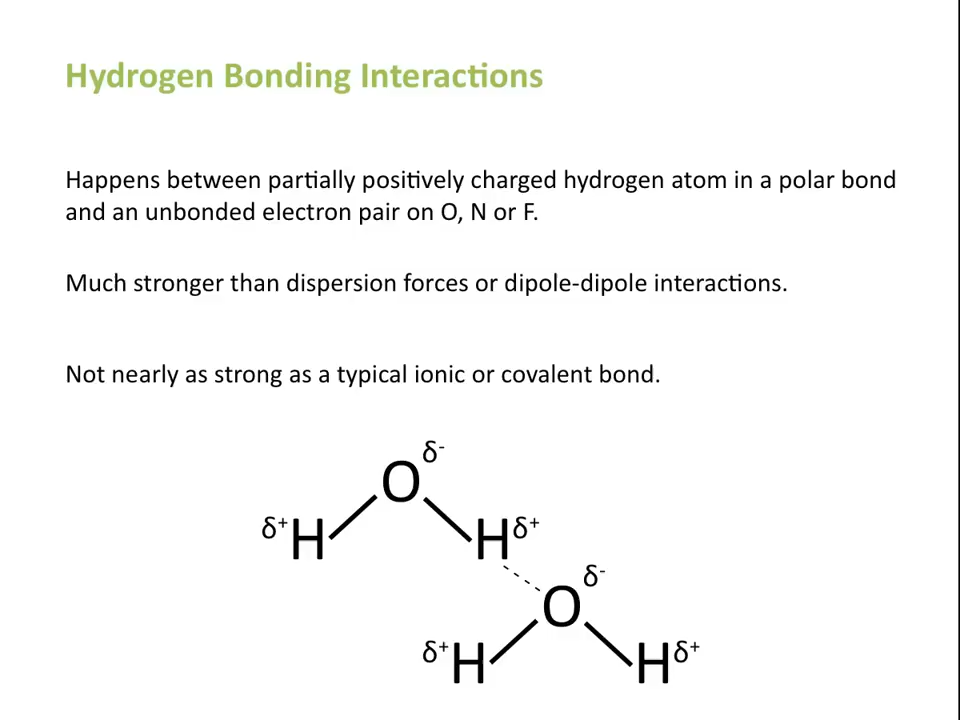 Hydrogen Bonding Interactions
Happens between partially positively charged hydrogen atom in a polar bond
and an unbonded electron pair on O, N or F.
Much stronger than dispersion forces or dipole-dipole interactions.
Not nearly as strong as a typical ionic or covalent bond.
O δ-
δ+ H H δ+
O δ-
δ+ H H δ+